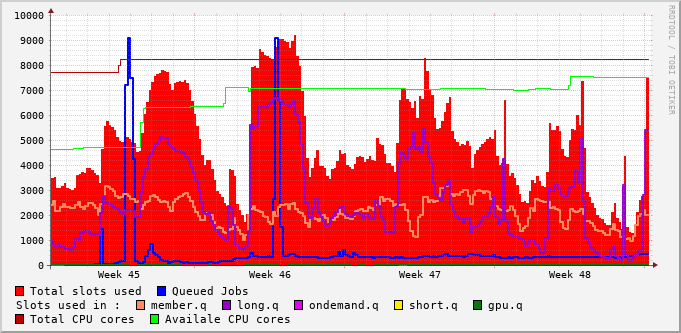 10000
9000
8000
7000
6000
5000
4000
3000
2000
1000
0
Week 45 Week 46 Week 47 Week 48
RRDTOOL / TOBI OETIKER
Total slots used Queued Jobs
Slots used in : member.q long.q ondemand.q short.q gpu.q
Total CPU cores Availale CPU cores